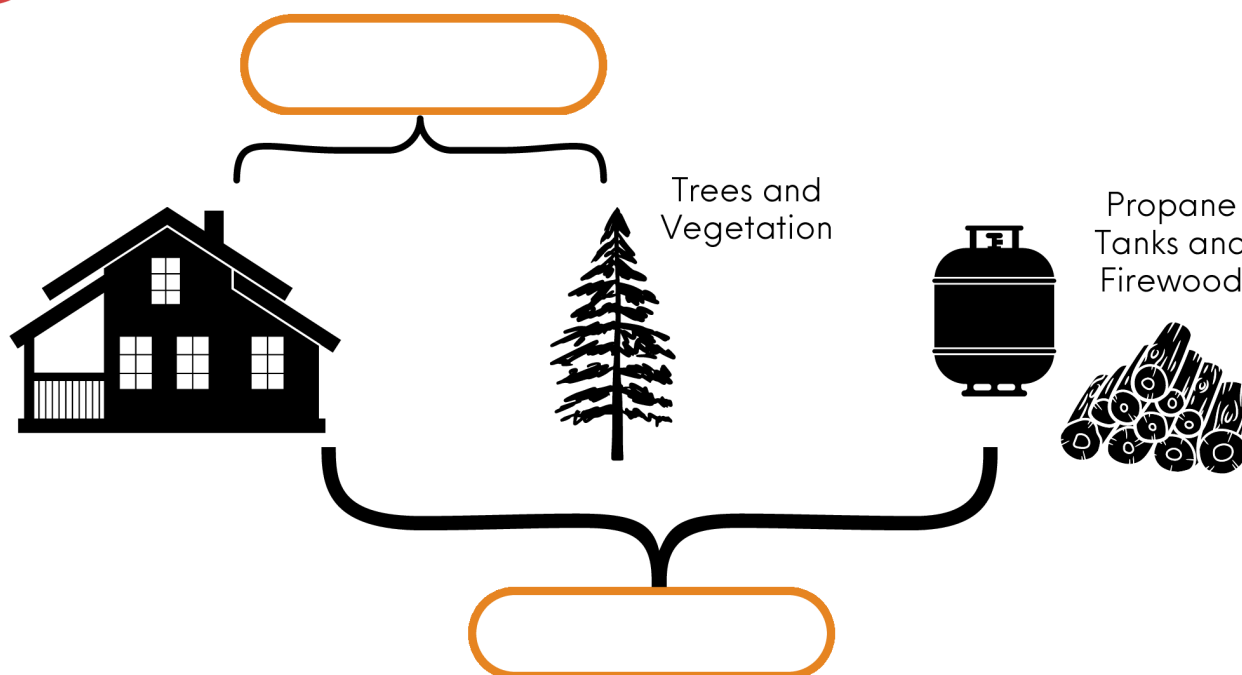 Trees and
Vegetation
Propane
Tanks and
Firewood